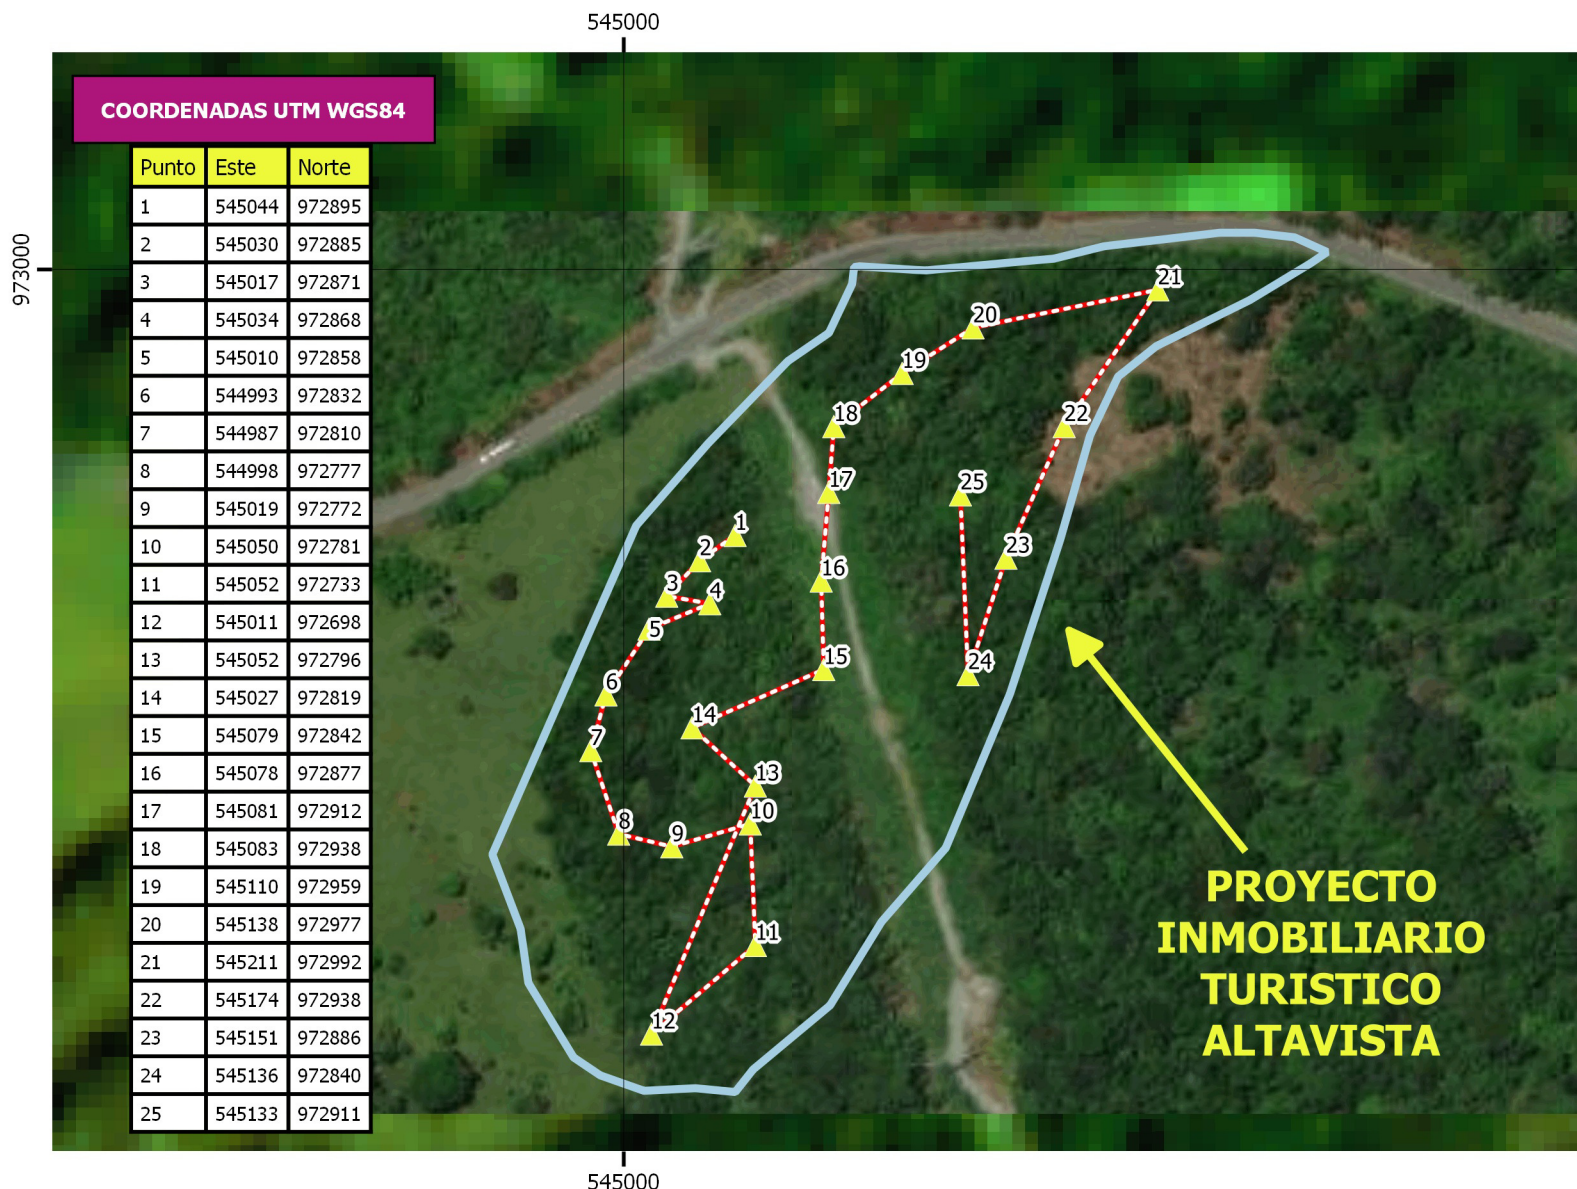 545000
COORDENADAS UTM WGS84
Punto Este Norte
1 545044 972895
2 545030 972885
3 545017 972871
4 545034 972868
5 545010 972858
6 544993 972832
7 544987 972810
8 544998 972777
9 545019 972772
10 545050 972781
11 545052 972733
12 545011 972698
13 545052 972796
14 545027 972819
15 545079 972842
16 545078 972877
17 545081 972912
18 545083 972938
19 545110 972959
20 545138 972977
21 545211 972992
22 545174 972938
23 545151 972886
24 545136 972840
25 545133 972911
973000
21
20
19
18
22
17
25
1
2
23
16
3
4
5
15
24
6
14
7
13
10
8
9
11
12
PROYECTO
INMOBILIARIO
TURISTICO
ALTAVISTA
545000